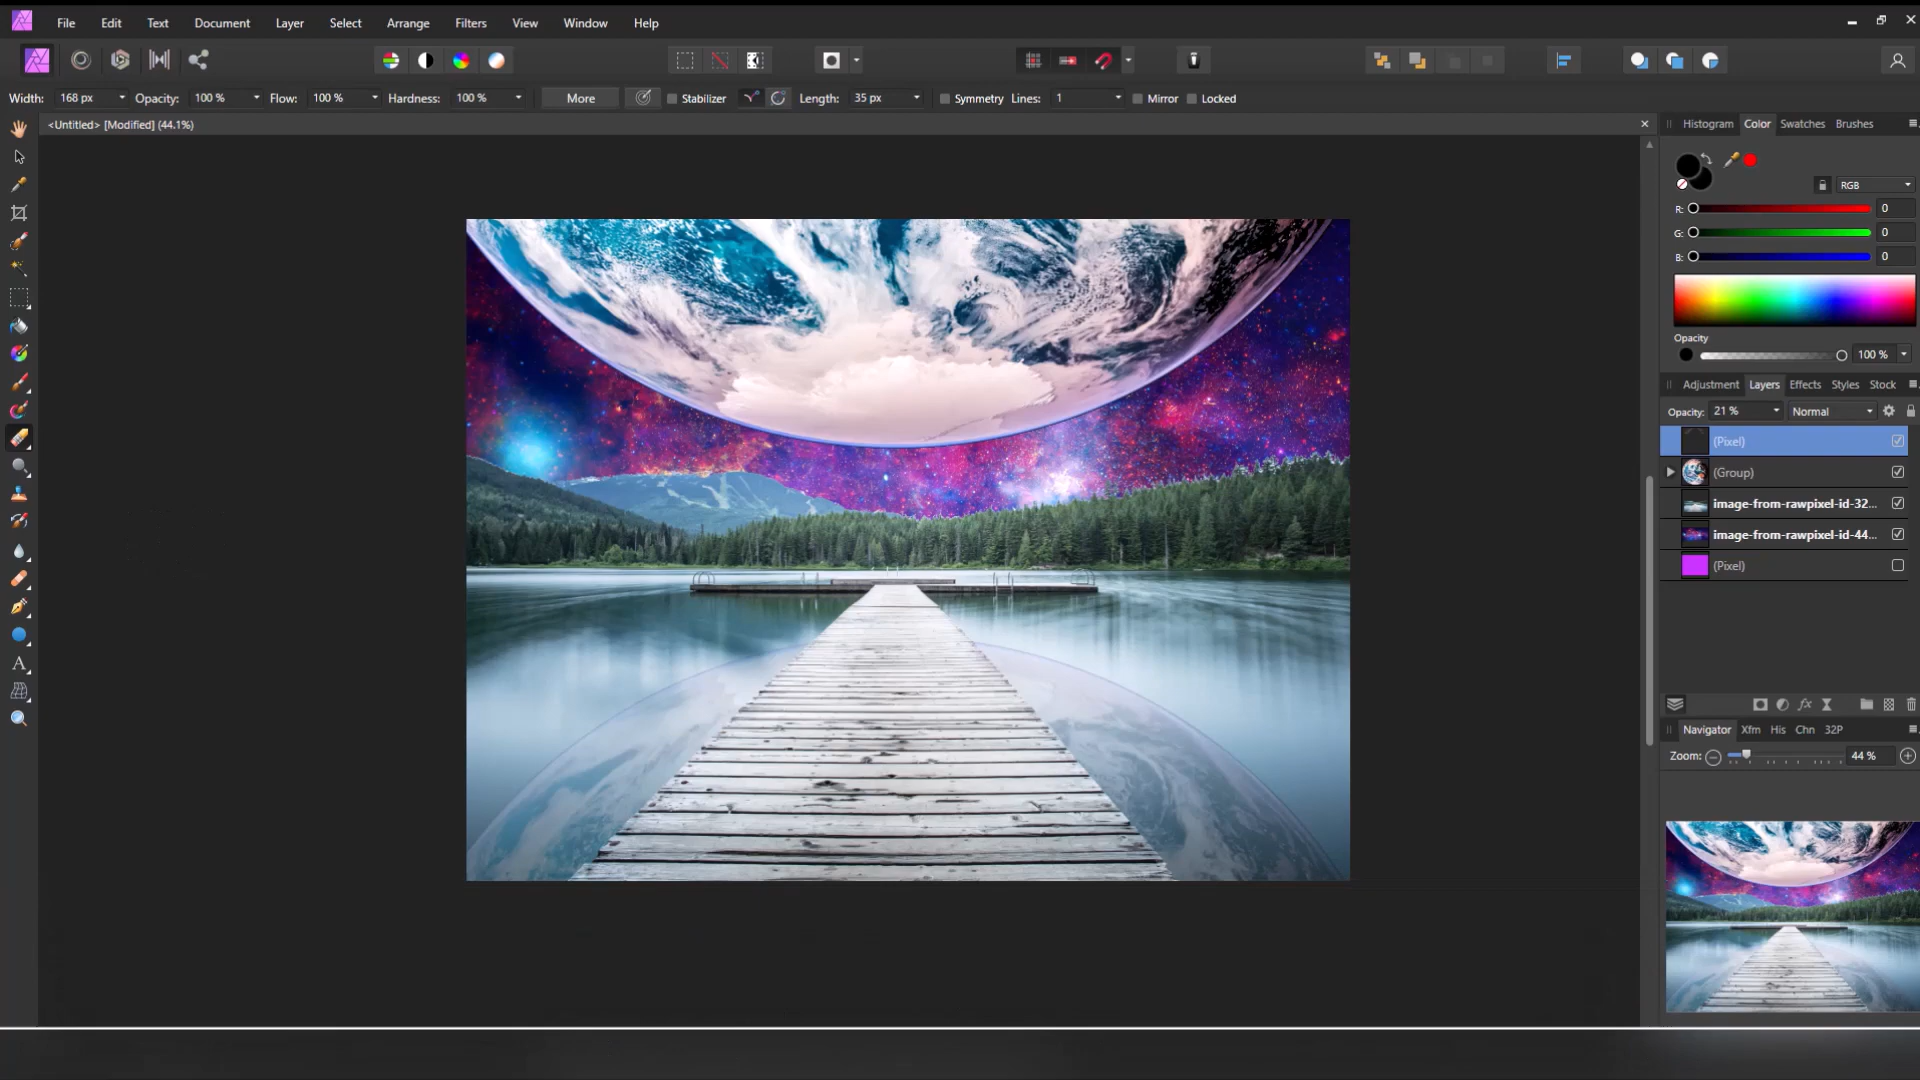 File Edit Text Document Layer Select Arrange Filters View Window Help
Width: 168 px Opacity: 100 % Flow: 100 % Hardness: 100 % More Stabilizer Length: 35 px Symmetry Lines: 1 Mirror Locked
<Untitled> [Modified] (44.1%)
Histogram Color Swatches Brushes
RGB
R: 0
G: 0
B: 0
Opacity
100 %
Adjustment Layers Effects Styles Stock
Opacity: 21 % Normal
(Pixel)
(Group)
image-from-rawpixel-id-32...
image-from-rawpixel-id-44...
(Pixel)
Navigator Xfm His Chn 32P
Zoom: 44 %